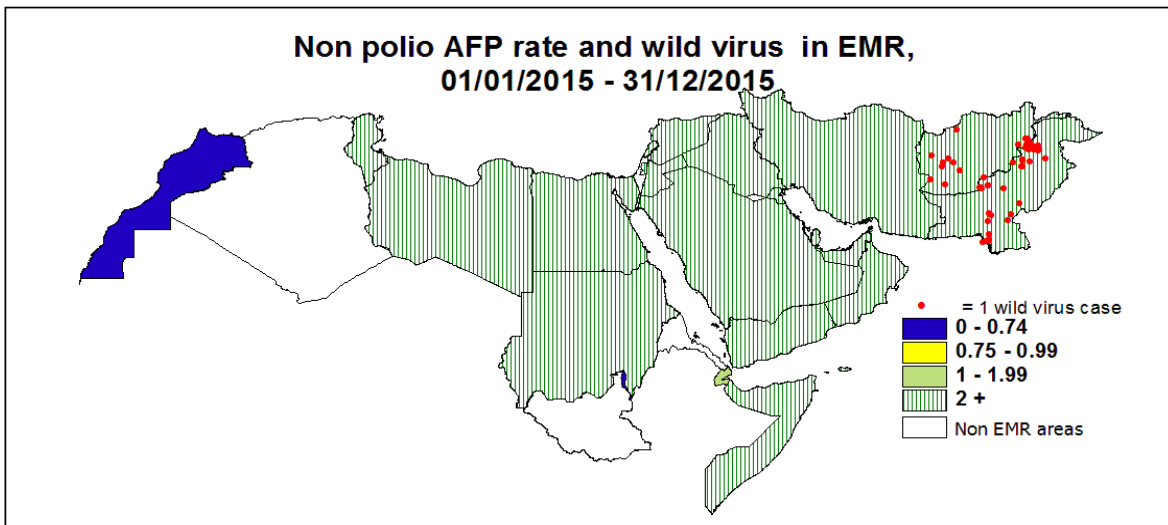 Non polio AFP rate and wild virus in EMR,
01/01/2015 - 31/12/2015
= 1 wild virus case
0 - 0.74
0.75 - 0.99
1 - 1.99
2 +
Non EMR areas